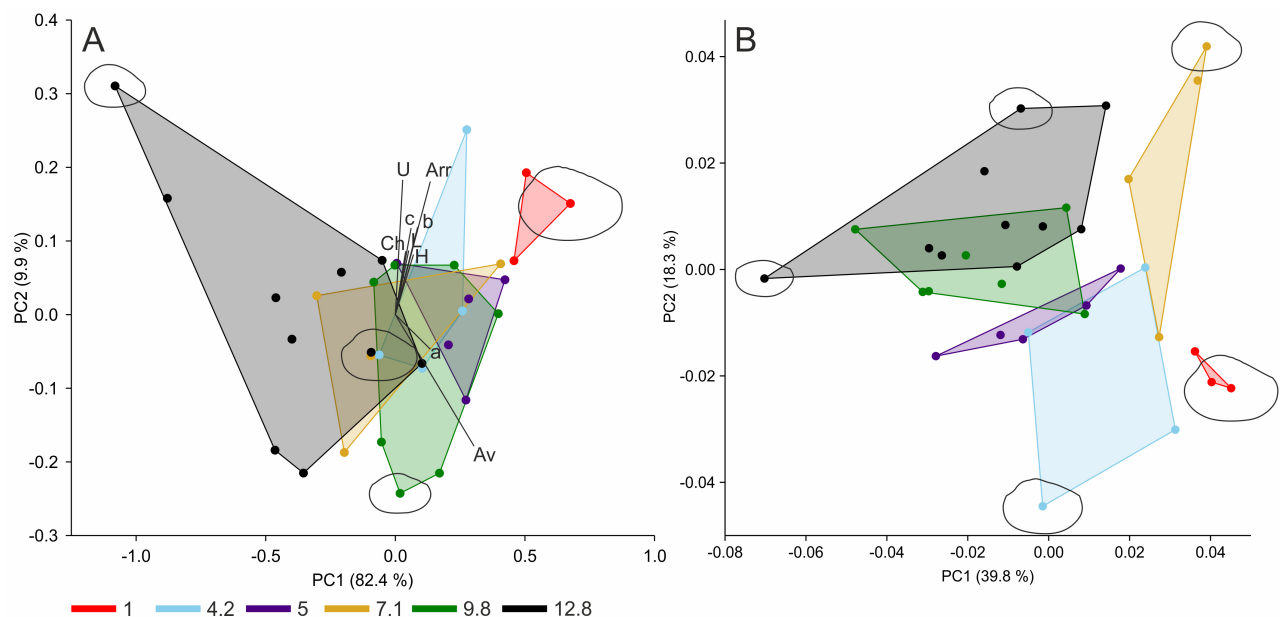 A
B
0.4
0.3
0.2
0.1
0.0
-0.1
-0.2
-0.3
PC2 (9.9 %)
-1.0
-0.5
0.0
0.5
1.0
PC1 (82.4 %)
U
Arr
c
b
Ch
L
H
a
Av
0.04
0.02
0.00
-0.02
-0.04
PC2 (18.3 %)
-0.08
-0.06
-0.04
-0.02
0.00
0.02
0.04
PC1 (39.8 %)
1
4.2
5
7.1
9.8
12.8